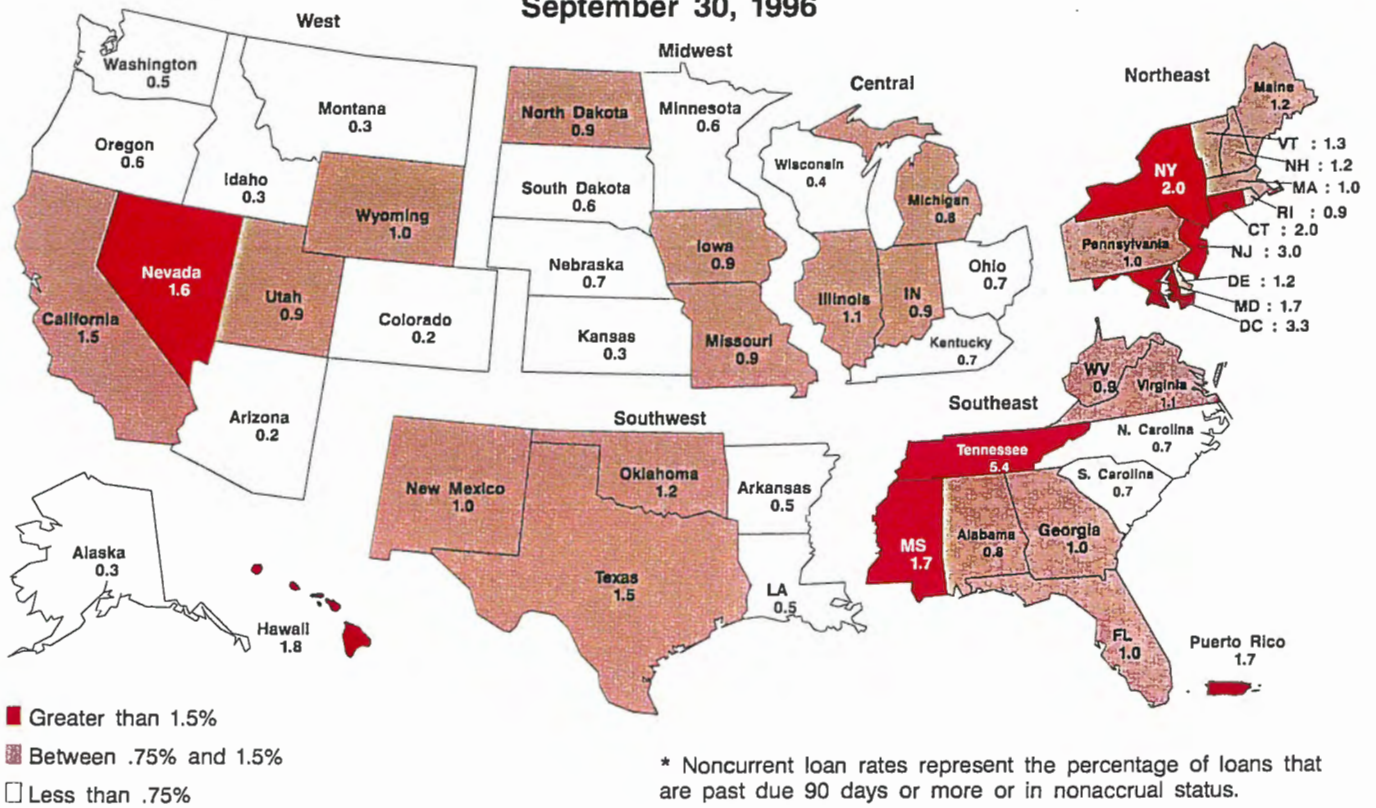 September 30, 1996
West
Washington
0.5
Oregon
0.6
Idaho
0.3
Montana
0.3
Wyoming
1.0
Nevada
1.6
Utah
0.9
California
1.5
Colorado
0.2
Arizona
0.2
Alaska
0.3
Hawaii
1.8
Midwest
North Dakota
0.9
Minnesota
0.6
South Dakota
0.6
Nebraska
0.7
Iowa
0.9
Kansas
0.3
Missouri
0.9
Central
Wisconsin
0.4
Michigan
0.8
Illinois
1.1
IN
0.9
Ohio
0.7
Kentucky
0.7
Northeast
Maine
1.2
VT : 1.3
NH : 1.2
MA : 1.0
RI : 0.9
CT : 2.0
NJ : 3.0
DE : 1.2
MD : 1.7
DC : 3.3
NY
2.0
Pennsylvania
1.0
Southwest
New Mexico
1.0
Oklahoma
1.2
Arkansas
0.5
Texas
1.5
LA
0.5
Southeast
WV
0.9
Virginia
1.1
N. Carolina
0.7
Tennessee
5.4
S. Carolina
0.7
MS
1.7
Alabama
0.8
Georgia
1.0
FL
1.0
Puerto Rico
1.7
Greater than 1.5%
Between .75% and 1.5%
Less than .75%
* Noncurrent loan rates represent the percentage of loans that
are past due 90 days or more or in nonaccrual status.